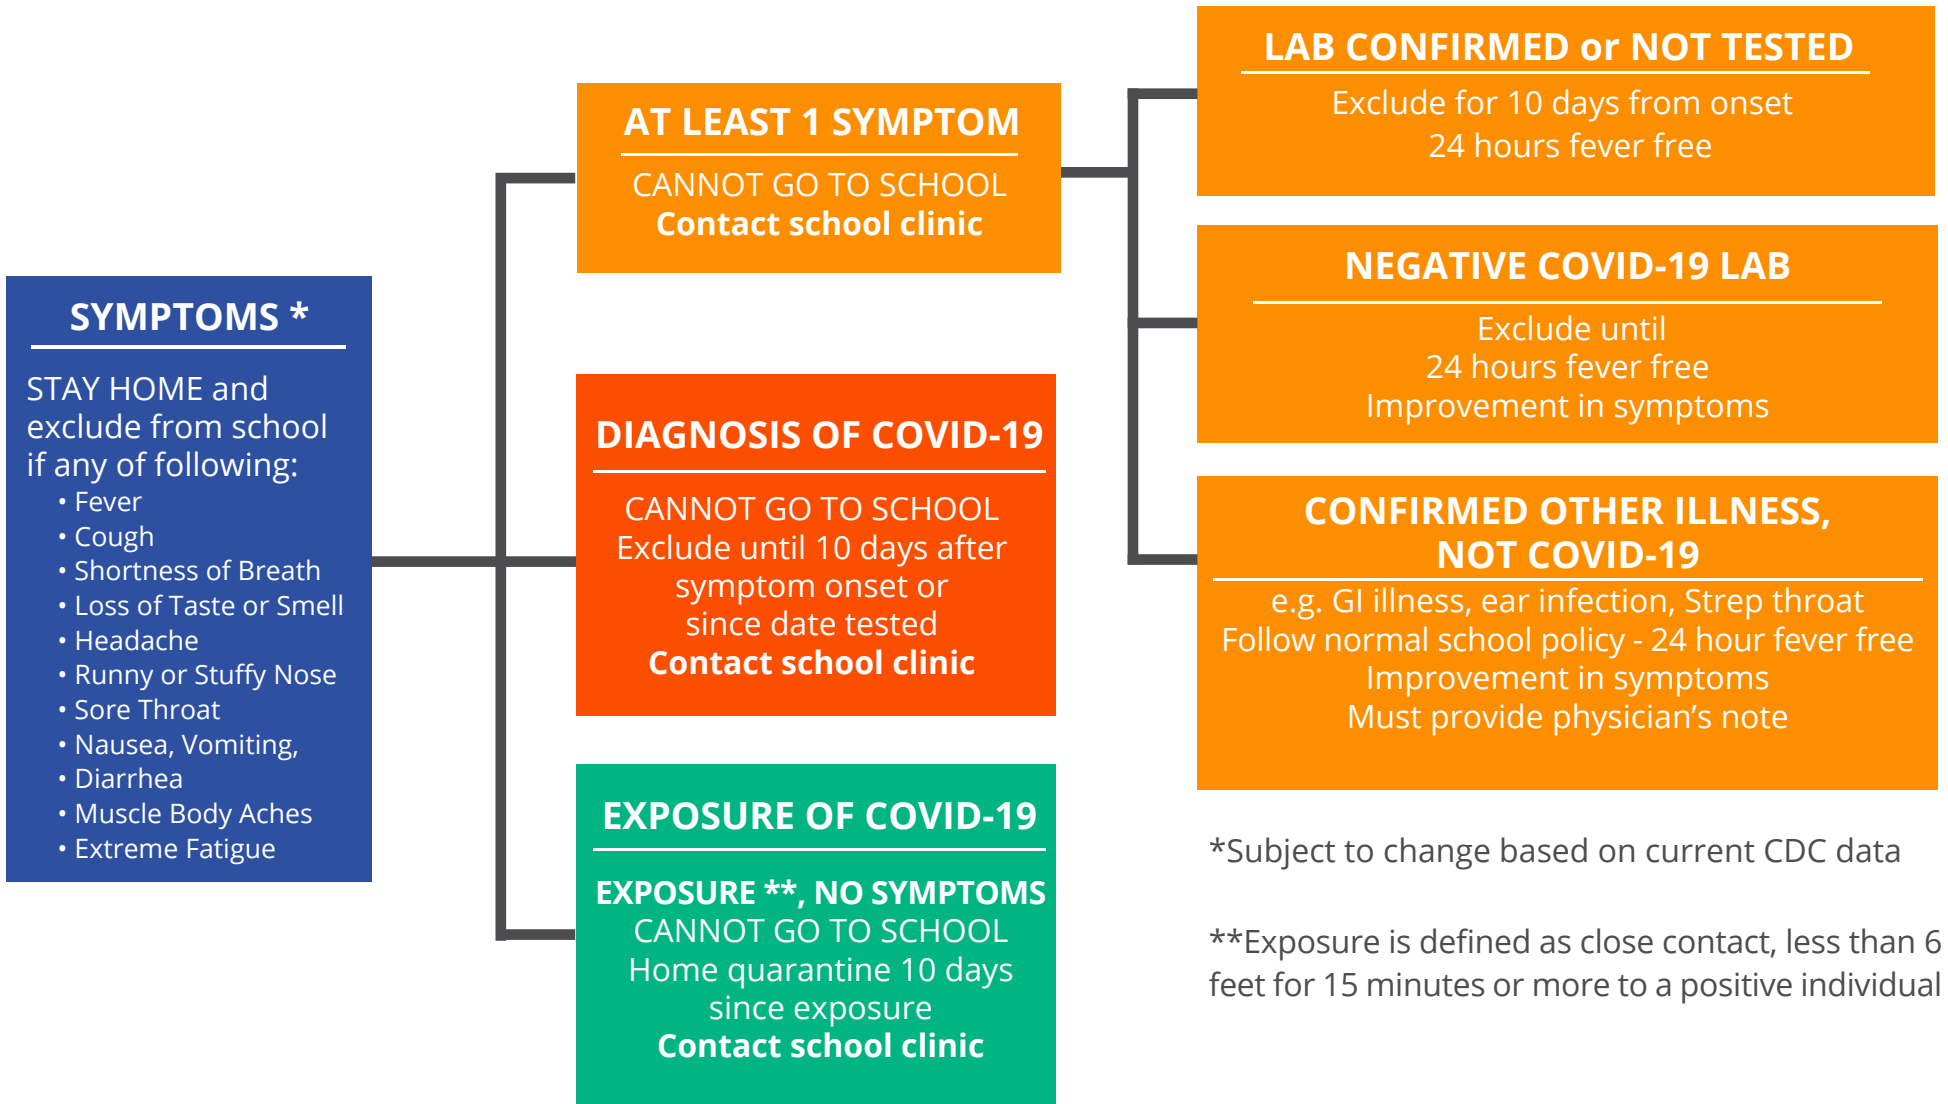 SYMPTOMS *
STAY HOME and
exclude from school
if any of following:
• Fever
• Cough
• Shortness of Breath
• Loss of Taste or Smell
• Headache
• Runny or Stuffy Nose
• Sore Throat
• Nausea, Vomiting,
• Diarrhea
• Muscle Body Aches
• Extreme Fatigue
AT LEAST 1 SYMPTOM
CANNOT GO TO SCHOOL
Contact school clinic
DIAGNOSIS OF COVID-19
CANNOT GO TO SCHOOL
Exclude until 10 days after
symptom onset or
since date tested
Contact school clinic
EXPOSURE OF COVID-19
EXPOSURE **, NO SYMPTOMS
CANNOT GO TO SCHOOL
Home quarantine 10 days
since exposure
Contact school clinic
LAB CONFIRMED or NOT TESTED
Exclude for 10 days from onset
24 hours fever free
NEGATIVE COVID-19 LAB
Exclude until
24 hours fever free
Improvement in symptoms
CONFIRMED OTHER ILLNESS,
NOT COVID-19
e.g. GI illness, ear infection, Strep throat
Follow normal school policy - 24 hour fever free
Improvement in symptoms
Must provide physician’s note
*Subject to change based on current CDC data
**Exposure is defined as close contact, less than 6
feet for 15 minutes or more to a positive individual